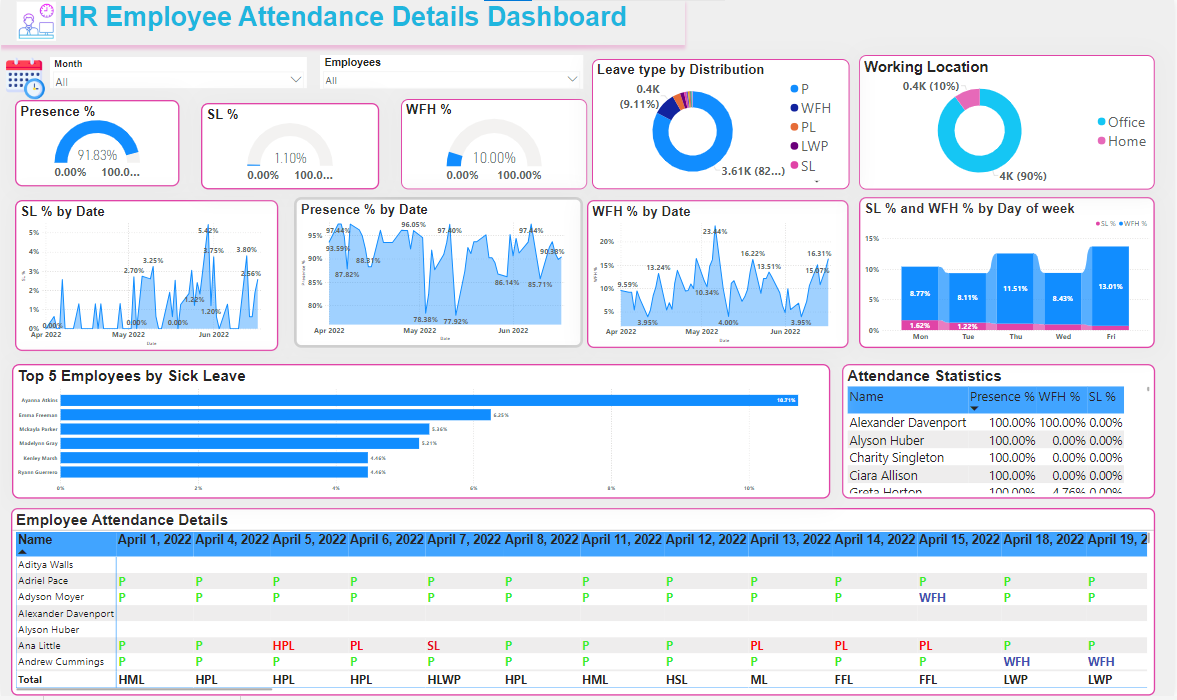 HR Employee Attendance Details Dashboard
Month
All
Employees
All
Presence %
91.83%
0.00% 100.0...
SL %
1.10%
0.00% 100.0...
WFH %
10.00%
0.00% 100.00%
Leave type by Distribution
0.4K
(9.11%)
3.61K (82...)
P
WFH
PL
LWP
SL
Working Location
0.4K (10%)
4K (90%)
Office
Home
SL % by Date
5%
4%
3%
2%
1%
0%
SL %
0.00%
2.70%
0.00%
3.25%
0.00%
1.22%
5.42%
3.75%
1.20%
3.80%
2.56%
Apr 2022 May 2022 Jun 2022
Date
Presence % by Date
95%
90%
85%
80%
Presence %
97.44%
93.59%
87.82%
88.31%
96.05%
78.38%
97.40%
77.92%
86.14%
97.44%
85.71%
90.38%
Apr 2022 May 2022 Jun 2022
Date
WFH % by Date
20%
15%
10%
5%
WFH %
9.59%
3.95%
13.24%
10.34%
23.44%
4.00%
16.22%
13.51%
3.95%
16.31%
15.07%
Apr 2022 May 2022 Jun 2022
Date
SL % and WFH % by Day of week
SL % WFH %
15%
10%
5%
0%
8.77%
8.11%
11.51%
8.43%
13.01%
1.62%
1.22%
Mon Tue Thu Wed Fri
Top 5 Employees by Sick Leave
Ayanna Atkins 10.71%
Emma Freeman 6.25%
Mckayla Parker 5.36%
Madelynn Gray 5.21%
Kenley Marsh 4.46%
Ryann Guerrero 4.46%
0% 2% 4% 6% 8% 10%
Attendance Statistics
Name Presence % WFH % SL %
Alexander Davenport 100.00% 100.00% 0.00%
Alyson Huber 100.00% 0.00% 0.00%
Charity Singleton 100.00% 0.00% 0.00%
Ciara Allison 100.00% 0.00% 0.00%
Greta Horton 100.00% 4.76% 0.00%
Employee Attendance Details
Name April 1, 2022 April 4, 2022 April 5, 2022 April 6, 2022 April 7, 2022 April 8, 2022 April 11, 2022 April 12, 2022 April 13, 2022 April 14, 2022 April 15, 2022 April 18, 2022 April 19, 2
Aditya Walls
Adriel Pace P P P P P P P P P P P P P
Adyson Moyer P P P P P P P P P P WFH P P
Alexander Davenport
Alyson Huber
Ana Little P P HPL PL SL P P P PL PL PL P P
Andrew Cummings P P P P P P P P P P P WFH WFH
Total HML HPL HPL HPL HLWP HPL HML HSL ML FFL FFL LWP LWP